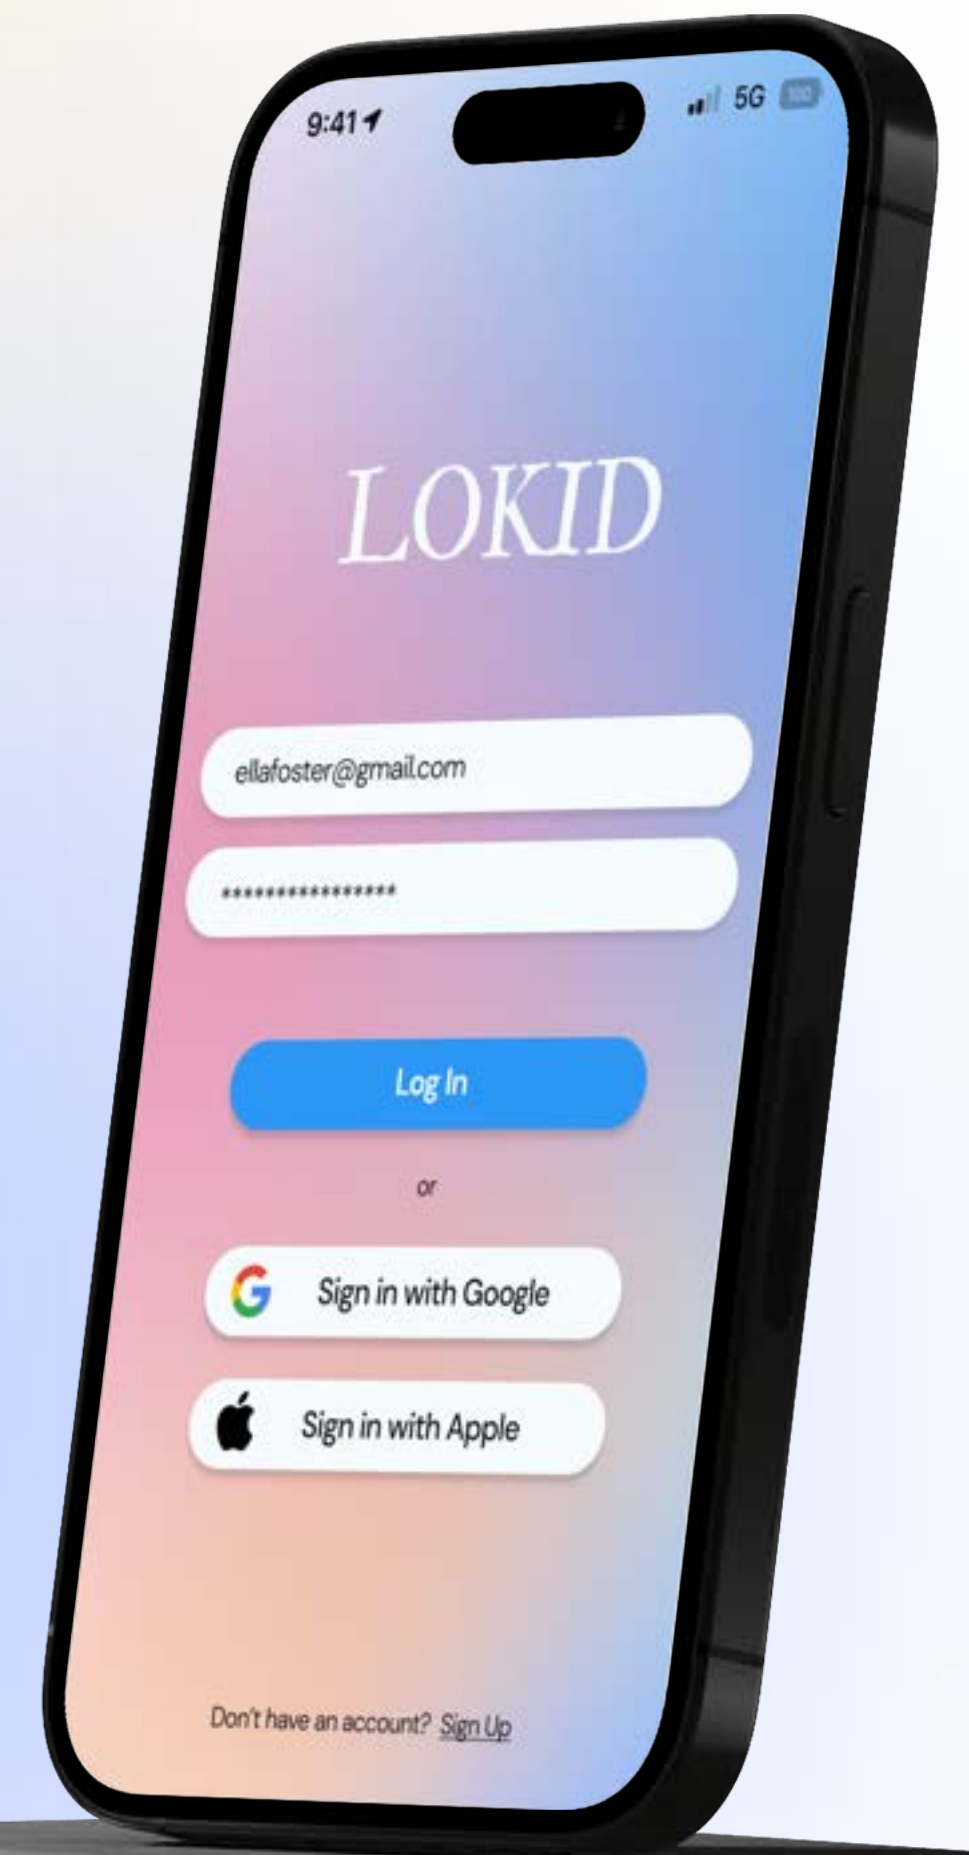 9:41 5G 100
LOKID
ellafoster@gmail.com
****************
Log In
or
Sign in with Google
Sign in with Apple
Don't have an account? Sign Up